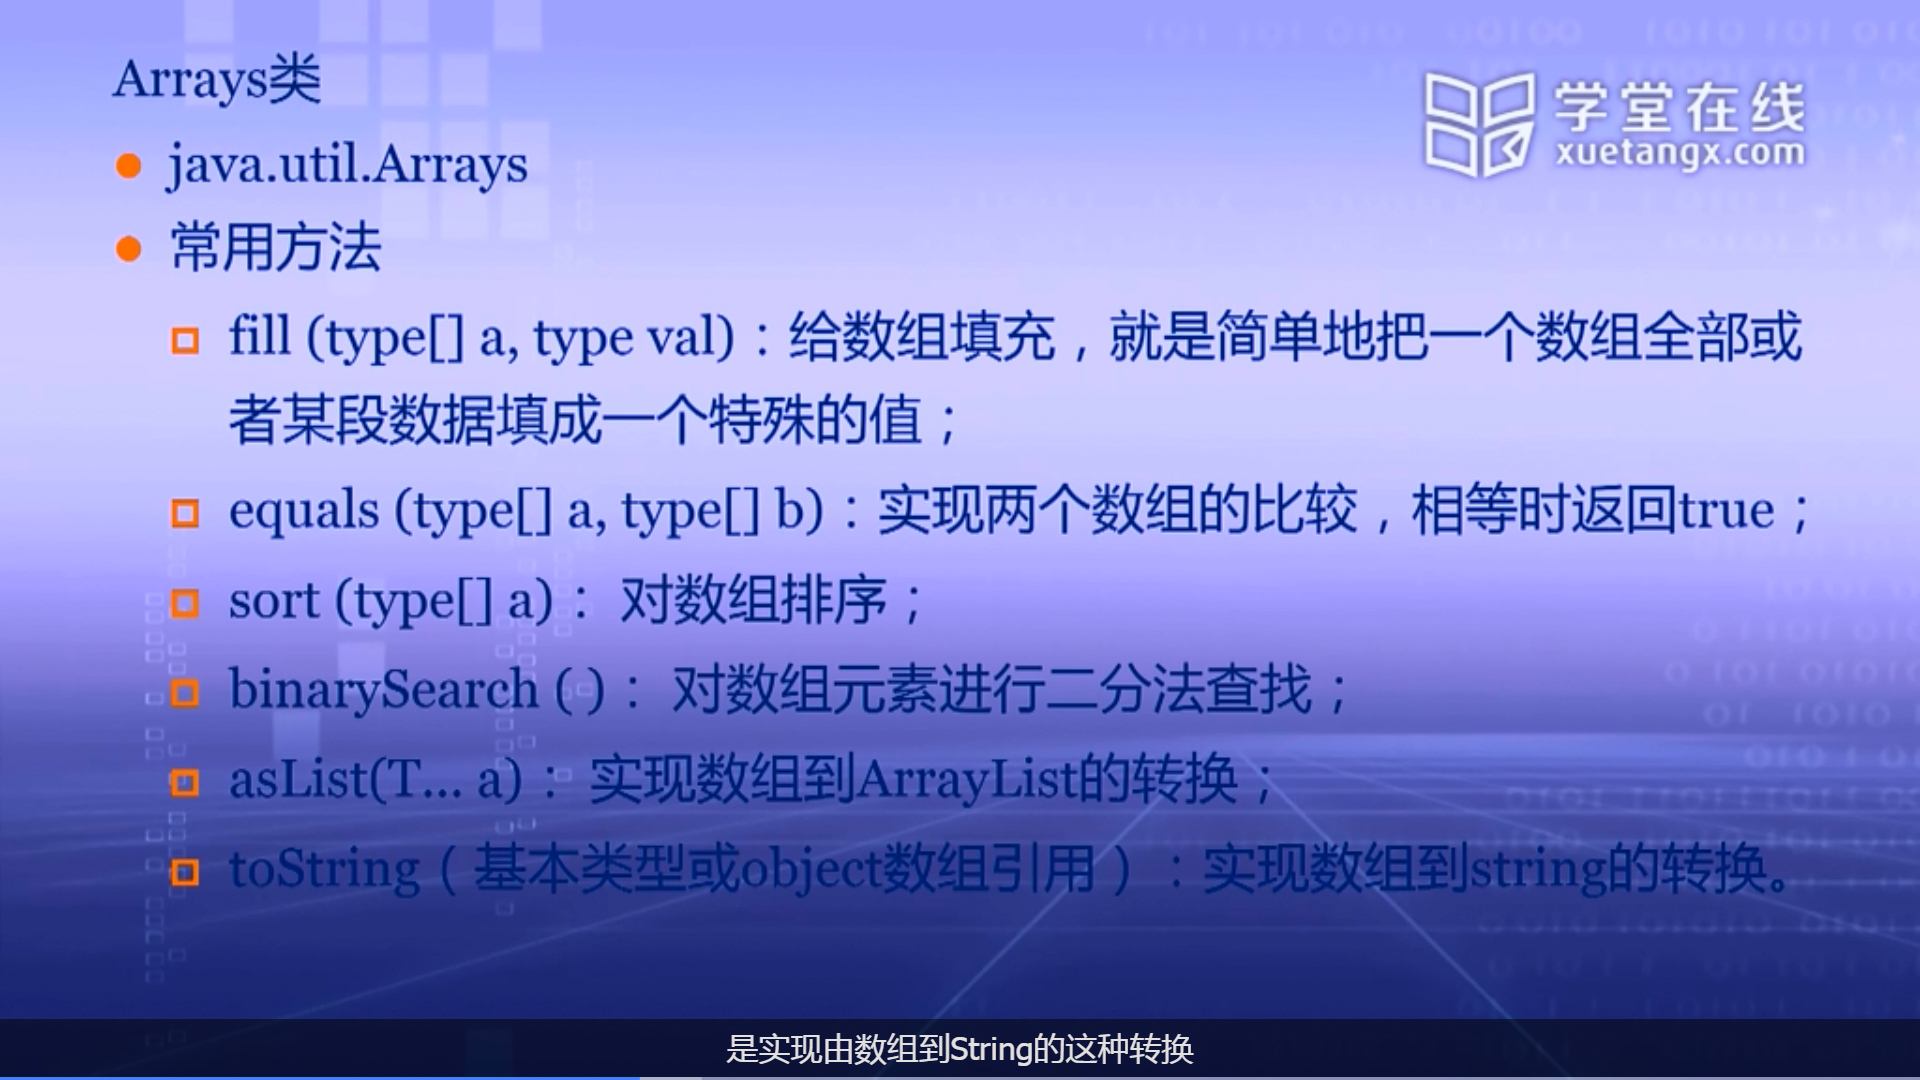 Arrays类
学堂在线
xuetangx.com
java.util.Arrays
常用方法
fill (type[] a, type val)：给数组填充，就是简单地把一个数组全部或
者某段数据填成一个特殊的值；
equals (type[] a, type[] b)：实现两个数组的比较，相等时返回true；
sort (type[] a)： 对数组排序；
binarySearch ( )： 对数组元素进行二分法查找；
asList(T... a)： 实现数组到ArrayList的转换；
toString（基本类型或object数组引用）：实现数组到string的转换。
是实现由数组到String的这种转换